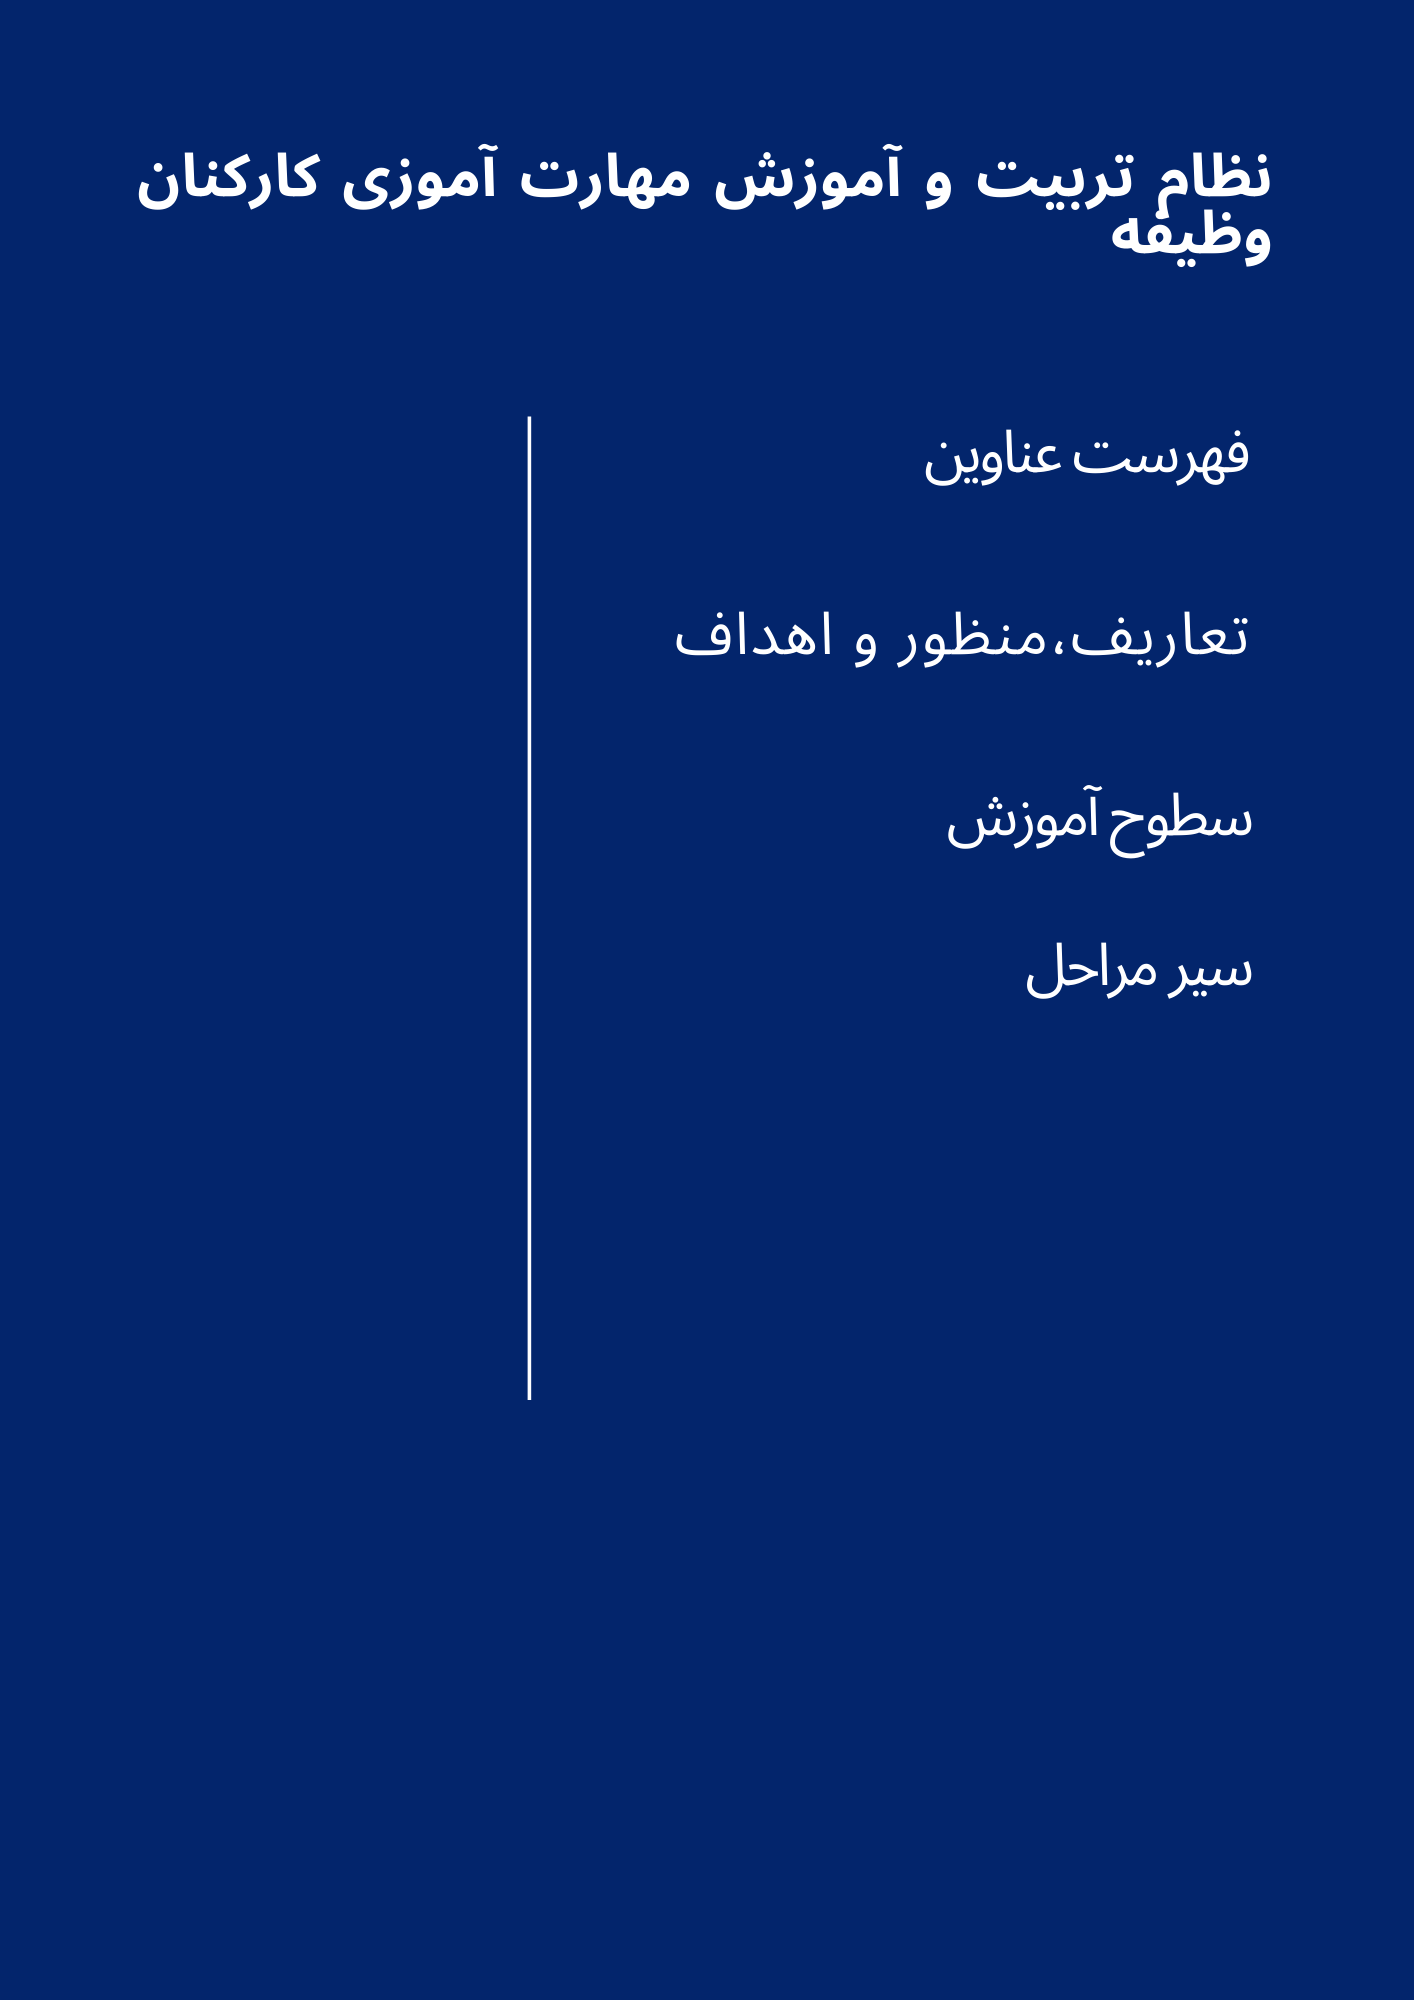 نظام تربیت و آموزش مهارت آموزی کارکنان
وظیفه
فهرست عناوین
تعاریف،منظور و اهداف
سطوح آموزش
سیر مراحل